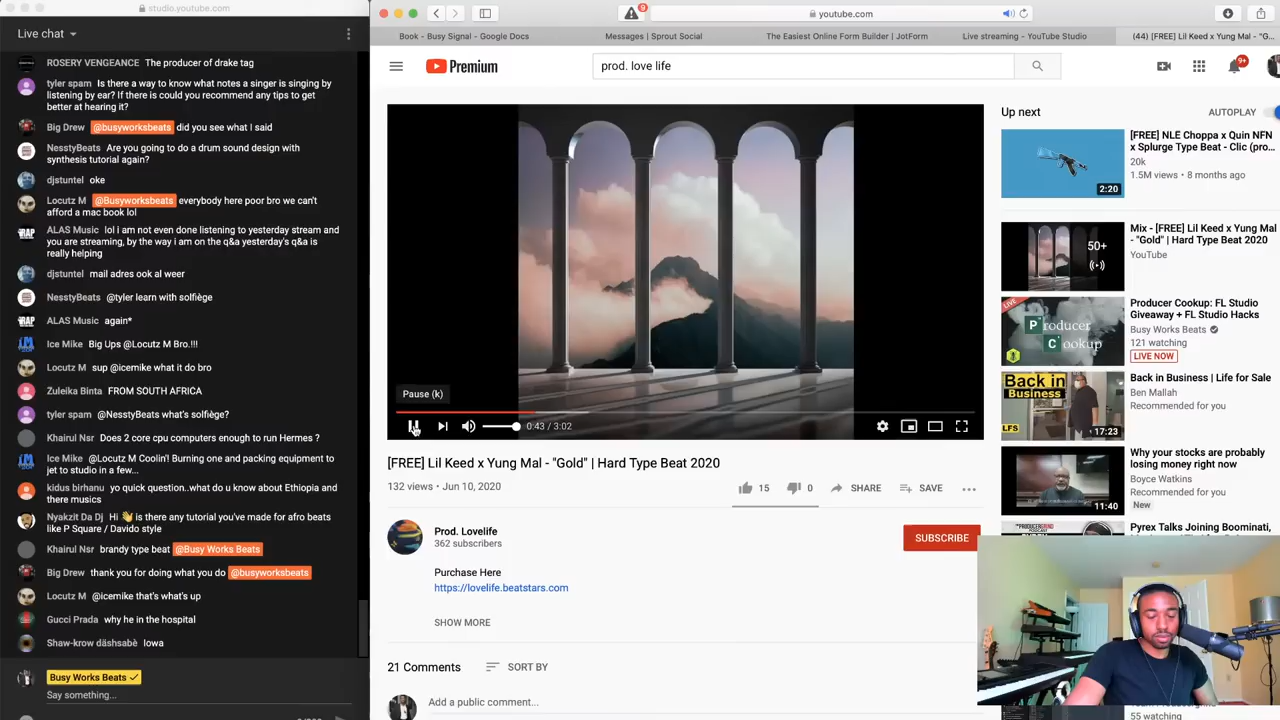 studio.youtube.com
Live chat
ROSERY VENGEANCE The producer of drake tag
tyler spam Is there a way to know what notes a singer is singing by
listening by ear? If there is could you recommend any tips to get
better at hearing it?
Big Drew @busyworksbeats did you see what I said
NesstyBeats Are you going to do a drum sound design with
synthesis tutorial again?
djstuntel oke
Locutz M @Busyworksbeats everybody here poor bro we can't
afford a mac book lol
ALAS Music lol i am not even done listening to yesterday stream and
you are streaming, by the way i am on the q&a yesterday's q&a is
really helping
djstuntel mail adres ook al weer
NesstyBeats @tyler learn with solfiège
ALAS Music again*
Ice Mike Big Ups @Locutz M Bro.!!!
Locutz M sup @icemike what it do bro
Zuleika Binta FROM SOUTH AFRICA
tyler spam @NesstyBeats what's solfiège?
Khairul Nsr Does 2 core cpu computers enough to run Hermes ?
Ice Mike @Locutz M Coolin'! Burning one and packing equipment to
jet to studio in a few...
kidus birhanu yo quick question..what do u know about Ethiopia and
there musics
Nyakzit Da Dj Hi 👋 is there any tutorial you've made for afro beats
like P Square / Davido style
Khairul Nsr brandy type beat @Busy Works Beats
Big Drew thank you for doing what you do @busyworksbeats
Locutz M @icemike that's what's up
Gucci Prada why he in the hospital
Shaw-krow däshsabè Iowa
Busy Works Beats
Say something...
9
youtube.com
Book - Busy Signal - Google Docs
Messages | Sprout Social
The Easiest Online Form Builder | JotForm
Live streaming - YouTube Studio
(44) [FREE] Lil Keed x Yung Mal - "G...
Premium
prod. love life
9+
Pause (k)
0:43 / 3:02
[FREE] Lil Keed x Yung Mal - "Gold" | Hard Type Beat 2020
132 views • Jun 10, 2020
15
0
SHARE
SAVE
Prod. Lovelife
362 subscribers
SUBSCRIBE
Purchase Here
https://lovelife.beatstars.com
SHOW MORE
21 Comments
SORT BY
Add a public comment...
Up next
AUTOPLAY
2:20
[FREE] NLE Choppa x Quin NFN
x Splurge Type Beat - Clic (pro...
20k
1.5M views • 8 months ago
50+
Mix - [FREE] Lil Keed x Yung Mal
- "Gold" | Hard Type Beat 2020
YouTube
LIVE
Producer
Cookup
Producer Cookup: FL Studio
Giveaway + FL Studio Hacks
Busy Works Beats
121 watching
LIVE NOW
Back in
Business
LFS
17:23
Back in Business | Life for Sale
Ben Mallah
Recommended for you
11:40
Why your stocks are probably
losing money right now
Boyce Watkins
Recommended for you
New
Pyrex Talks Joining Boominati,
55 watching